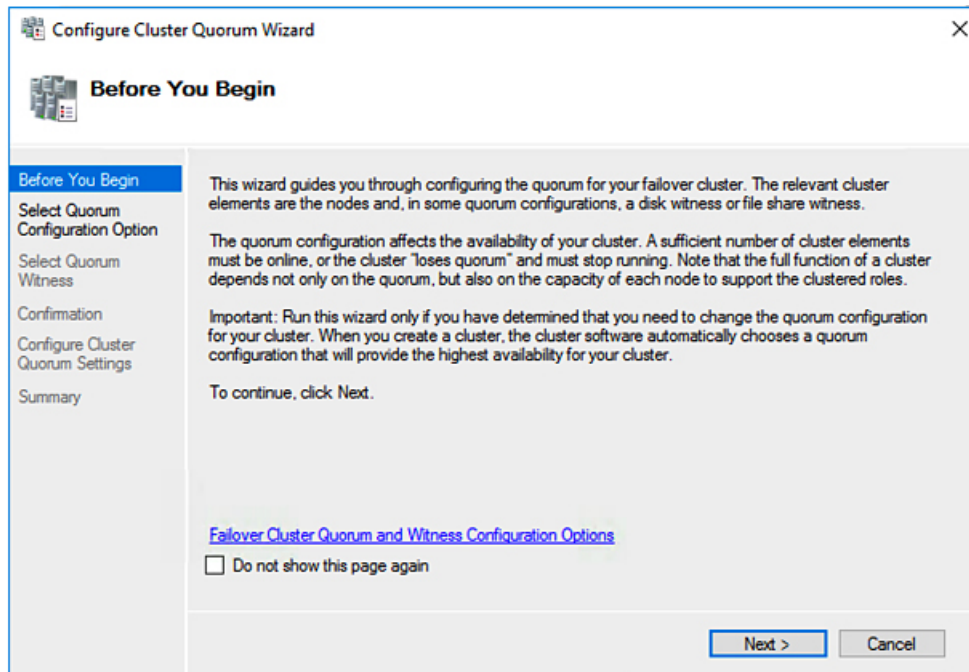 Configure Cluster Quorum Wizard
Before You Begin
Before You Begin
Select Quorum
Configuration Option
Select Quorum
Witness
Confirmation
Configure Cluster
Quorum Settings
Summary
This wizard guides you through configuring the quorum for your failover cluster. The relevant cluster
elements are the nodes and, in some quorum configurations, a disk witness or file share witness.
The quorum configuration affects the availability of your cluster. A sufficient number of cluster elements
must be online, or the cluster "loses quorum" and must stop running. Note that the full function of a cluster
depends not only on the quorum, but also on the capacity of each node to support the clustered roles.
Important: Run this wizard only if you have determined that you need to change the quorum configuration
for your cluster. When you create a cluster, the cluster software automatically chooses a quorum
configuration that will provide the highest availability for your cluster.
To continue, click Next.
Failover Cluster Quorum and Witness Configuration Options
Do not show this page again
Next >
Cancel